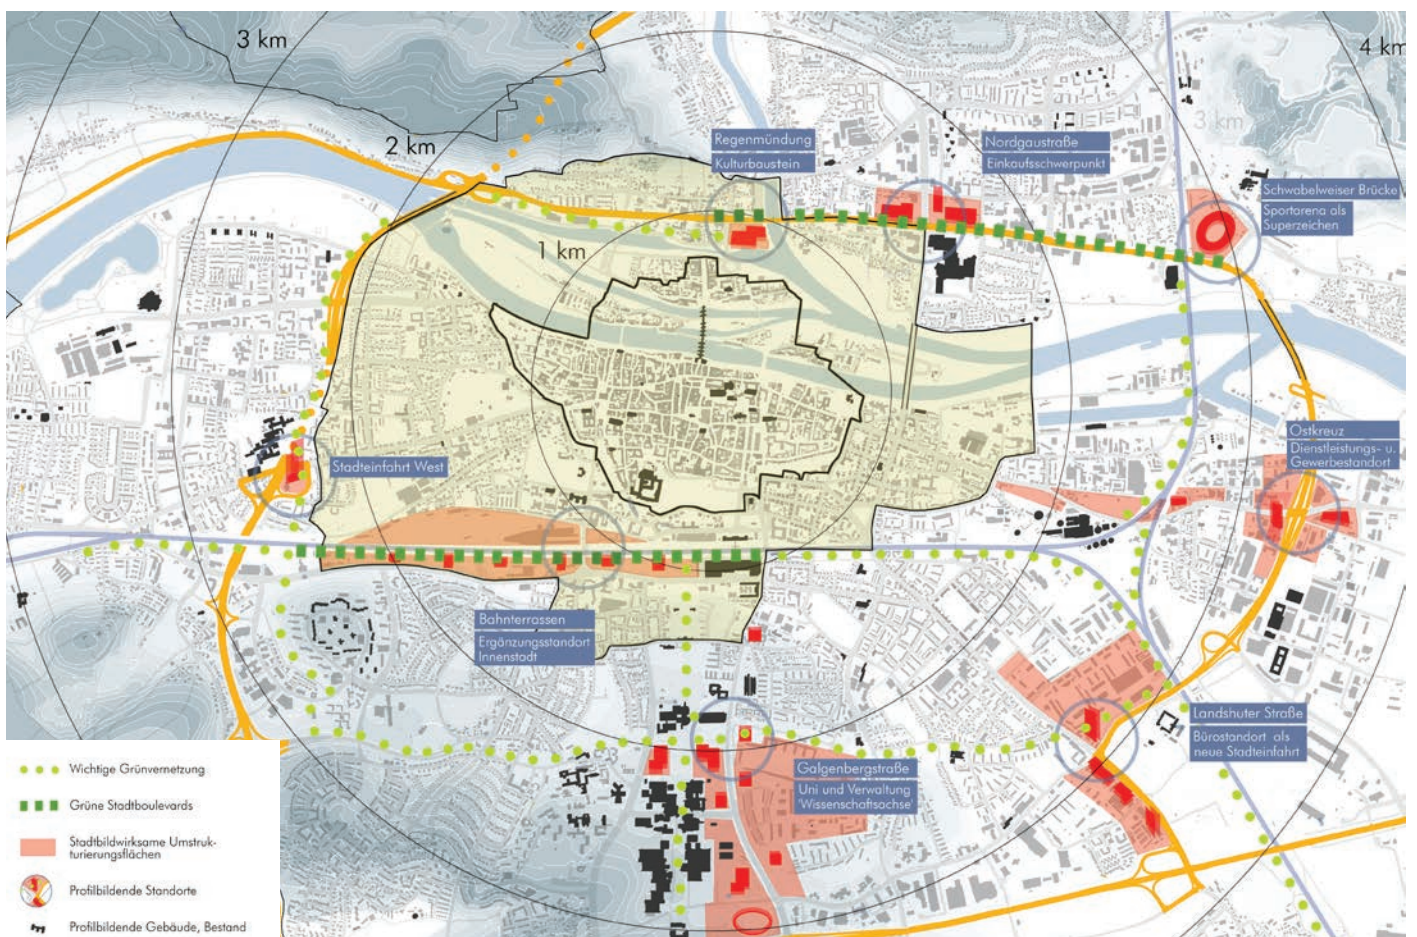 3 km
4 km
2 km
3 km
1 km
Regenmündung
Kulturbaustein
Nordgaustraße
Einkaufsschwerpunkt
Schwabelweiser Brücke
Sportarena als
Superzeichen
Stadteinfahrt West
Ostkreuz
Dienstleistungs- u.
Gewerbestandort
Bahnterrassen
Ergänzungsstandort
Innenstadt
Landshuter Straße
Bürostandort als
neue Stadteinfahrt
Galgenbergstraße
Uni und Verwaltung
'Wissenschaftsachse'
Wichtige Grünvernetzung
Grüne Stadtboulevards
Stadtbildwirksame Umstruk-
turierungsflächen
Profilbildende Standorte
Profilbildende Gebäude, Bestand